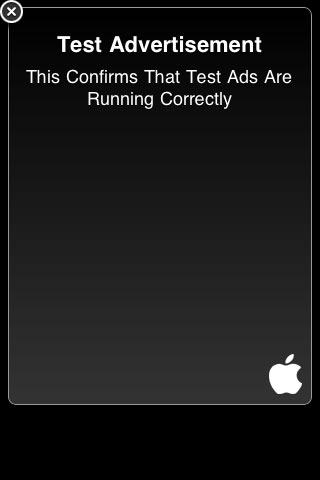 Test Advertisement
This Confirms That Test Ads Are
Running Correctly